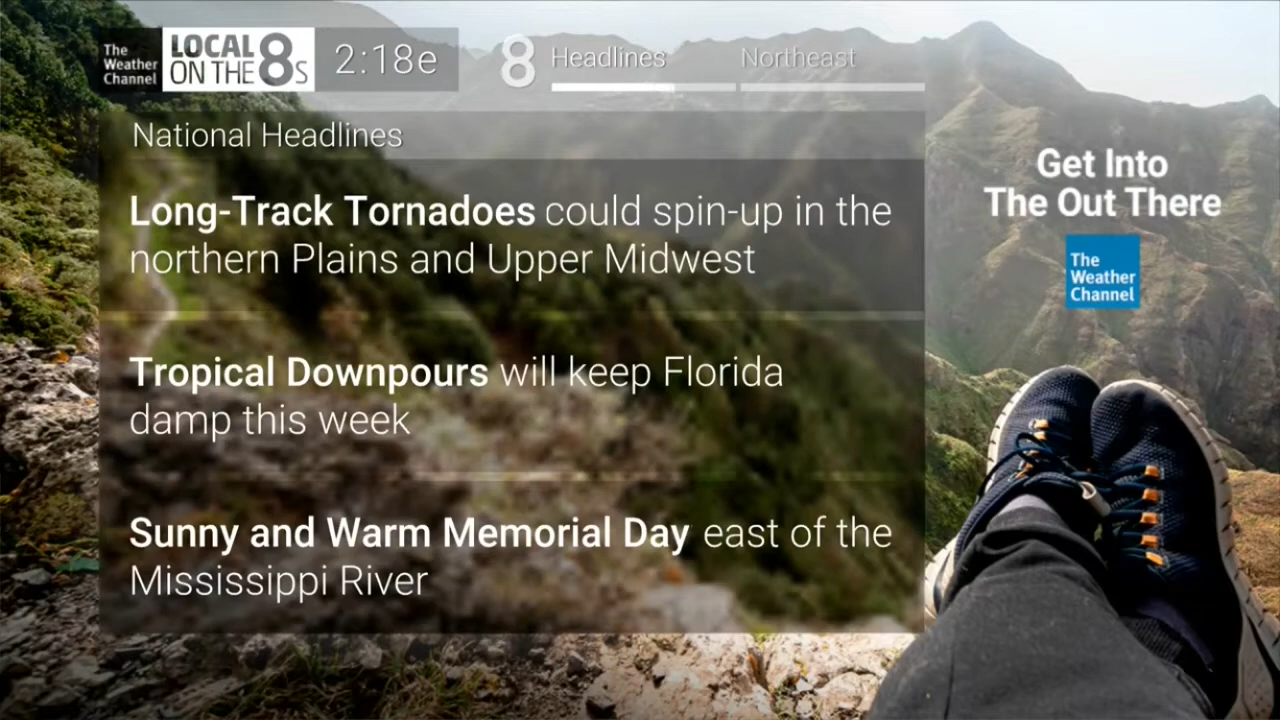 The
Weather
Channel
LOCAL
ON THE 8s
2:18e
8
Headlines
Northeast
National Headlines
Long-Track Tornadoes could spin-up in the
northern Plains and Upper Midwest
Tropical Downpours will keep Florida
damp this week
Sunny and Warm Memorial Day east of the
Mississippi River
Get Into
The Out There
The
Weather
Channel